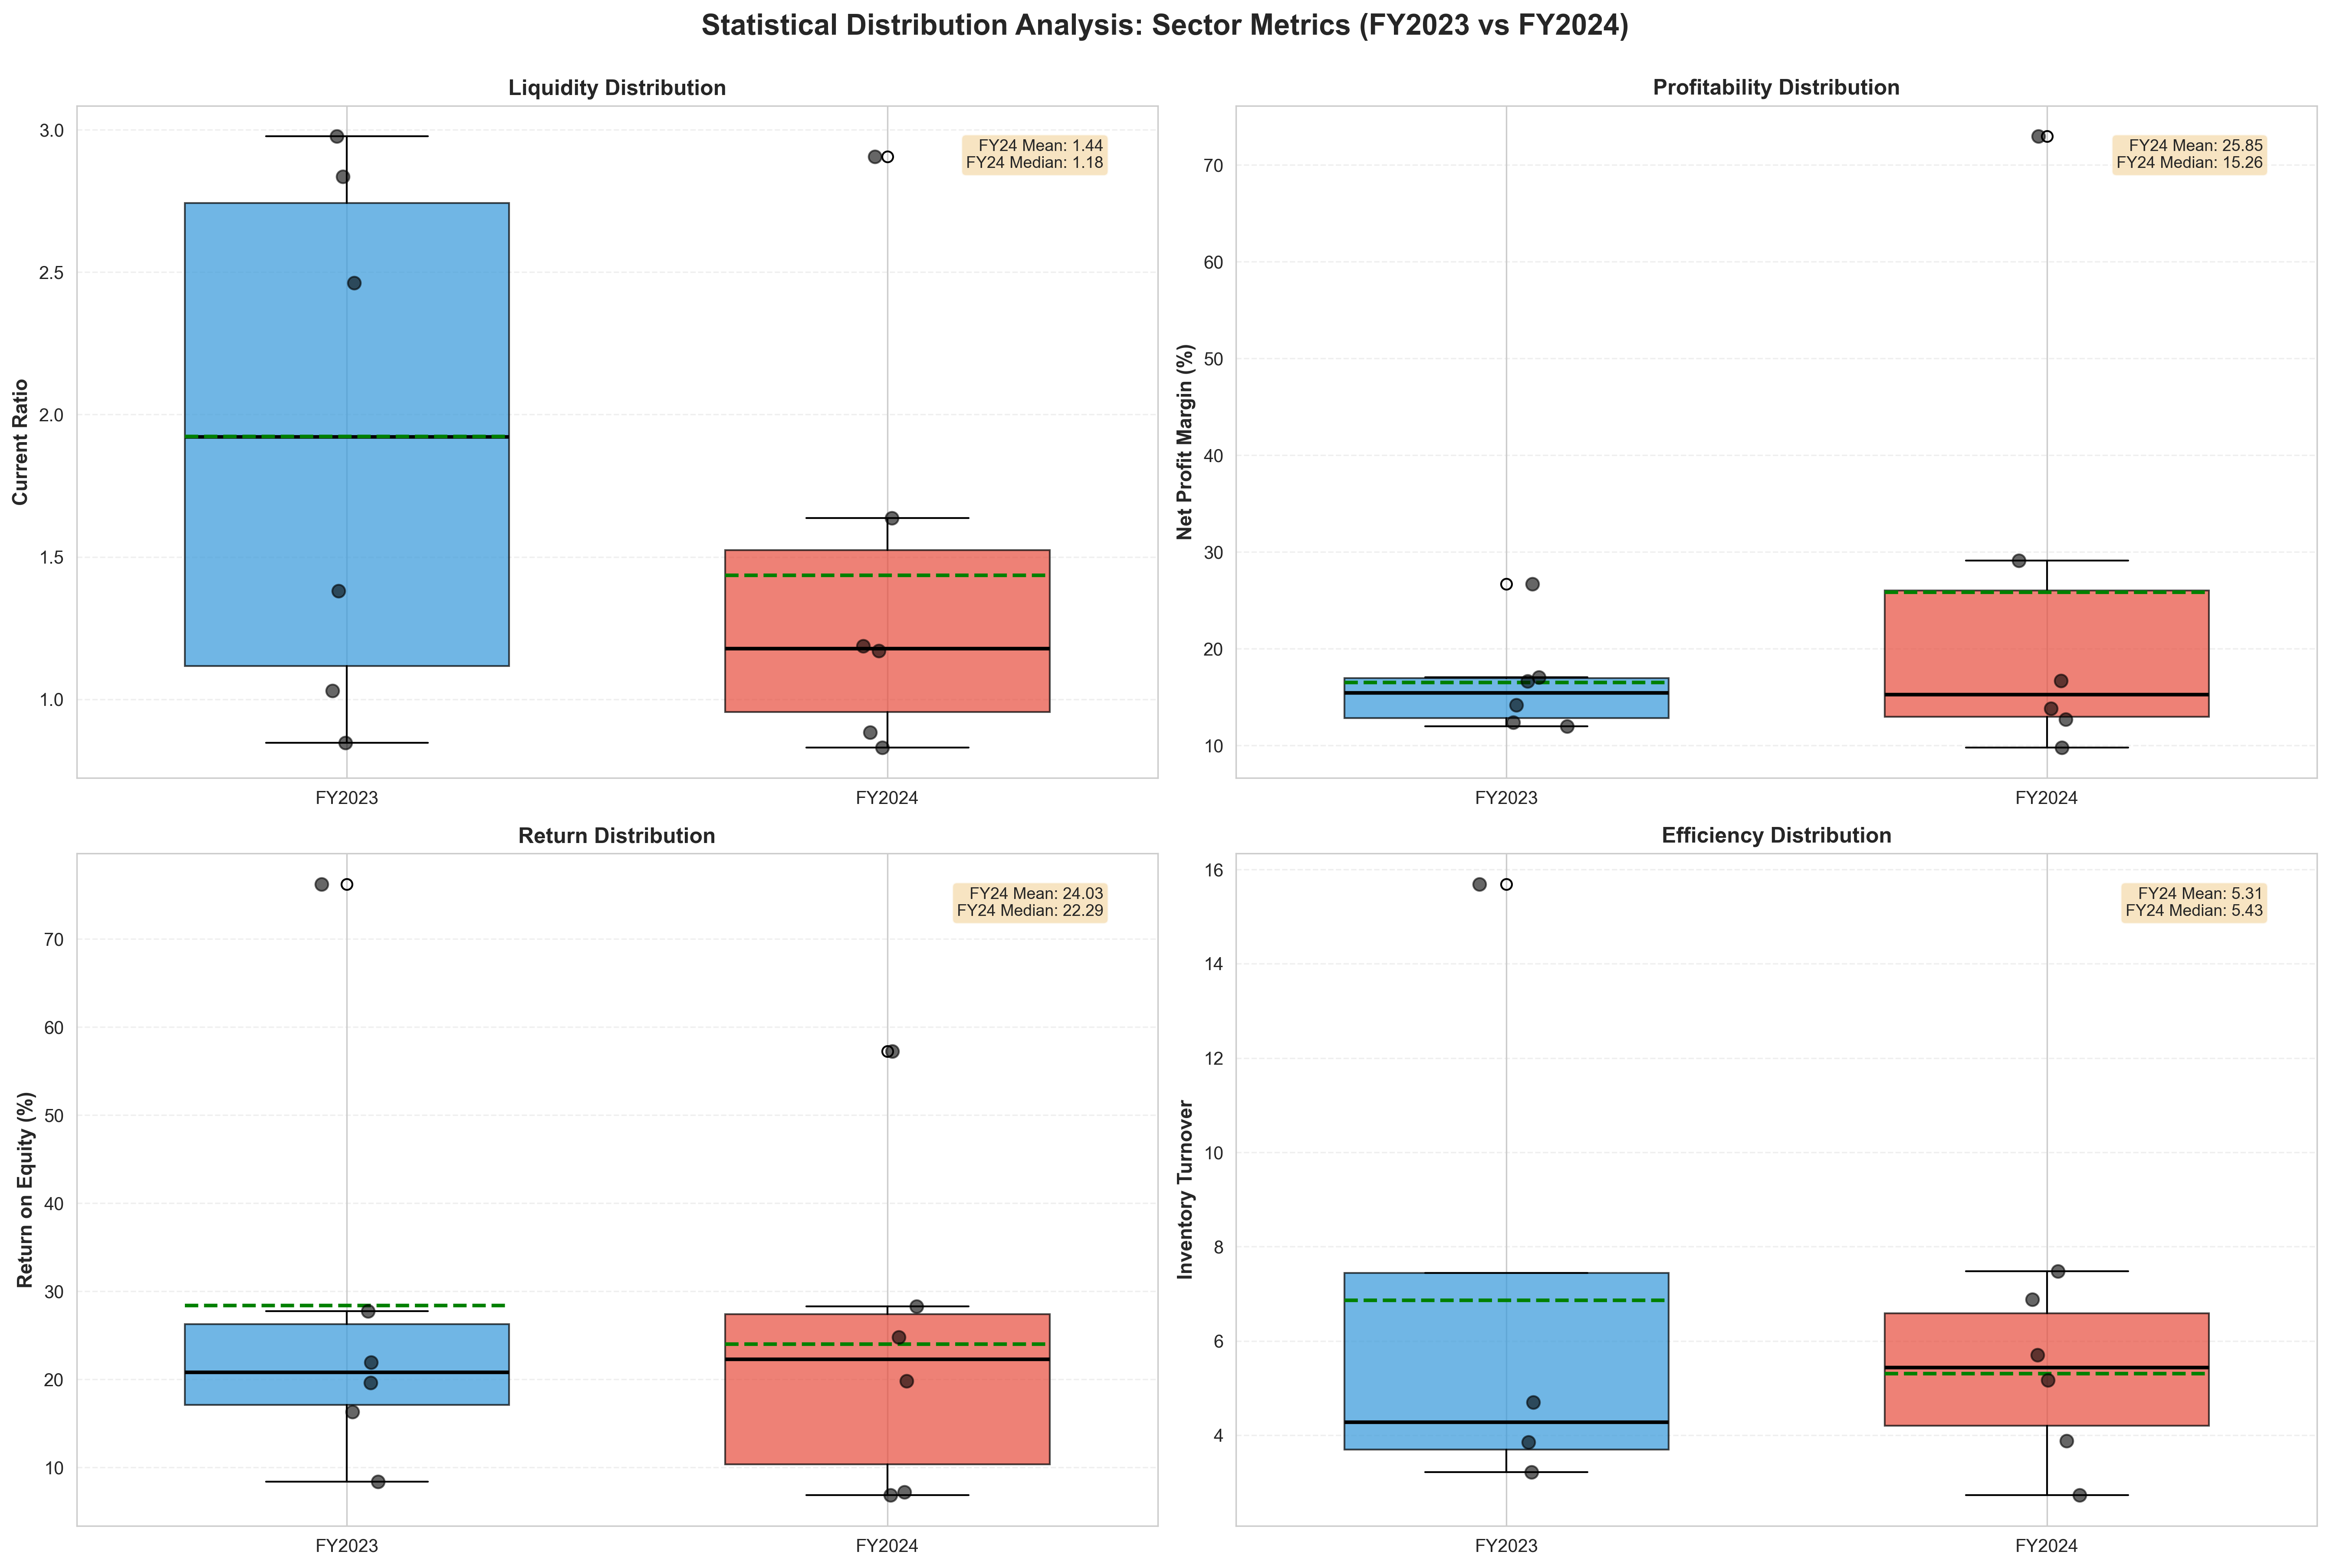 Statistical Distribution Analysis: Sector Metrics (FY2023 vs FY2024)
Liquidity Distribution
Current Ratio
3.0
2.5
2.0
1.5
1.0
FY24 Mean: 1.44
FY24 Median: 1.18
FY2023
FY2024
Profitability Distribution
Net Profit Margin (%)
70
60
50
40
30
20
10
FY24 Mean: 25.85
FY24 Median: 15.26
FY2023
FY2024
Return Distribution
Return on Equity (%)
70
60
50
40
30
20
10
FY24 Mean: 24.03
FY24 Median: 22.29
FY2023
FY2024
Efficiency Distribution
Inventory Turnover
16
14
12
10
8
6
4
FY24 Mean: 5.31
FY24 Median: 5.43
FY2023
FY2024